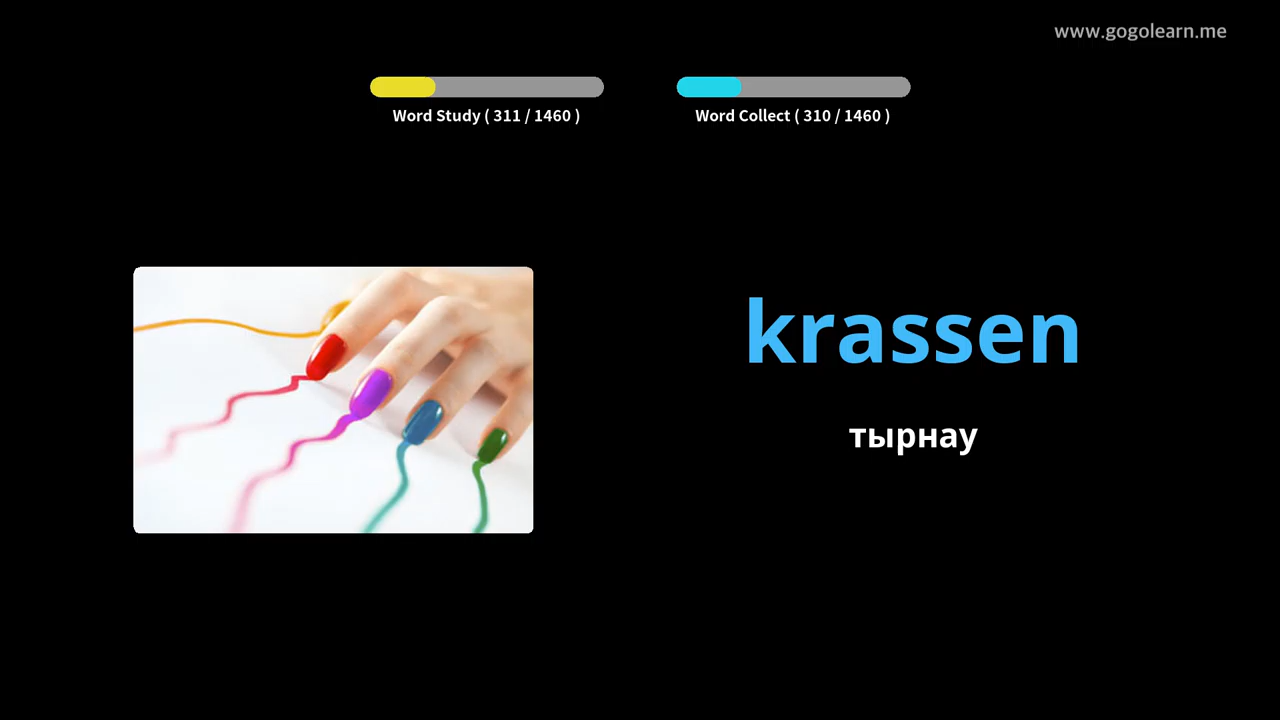 www.gogolearn.me
Word Study ( 311 / 1460 )
Word Collect ( 310 / 1460 )
krassen
тырнау